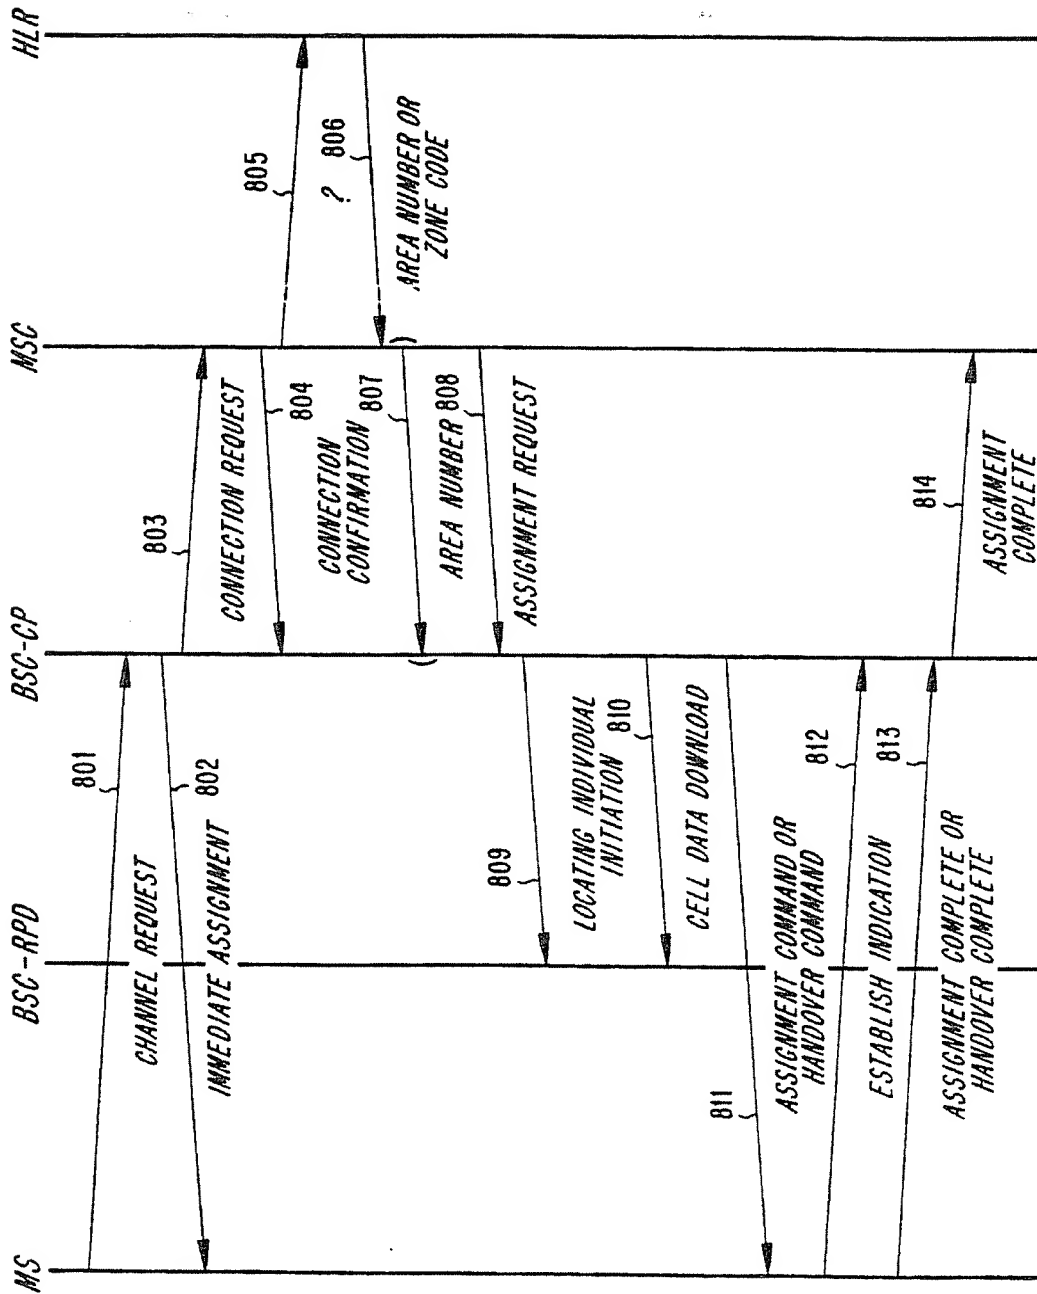 MS
BSC-RPD
BSC-CP
MSC
HLR
801
CHANNEL REQUEST
802
IMMEDIATE ASSIGNMENT
803
CONNECTION REQUEST
804
CONNECTION
CONFIRMATION
805
?
806
AREA NUMBER OR
ZONE CODE
807
( )
AREA NUMBER
808
ASSIGNMENT REQUEST
809
LOCATING INDIVIDUAL
INITIATION
810
CELL DATA DOWNLOAD
811
ASSIGNMENT COMMAND OR
HANDOVER COMMAND
812
ESTABLISH INDICATION
813
ASSIGNMENT COMPLETE OR
HANDOVER COMPLETE
814
ASSIGNMENT
COMPLETE